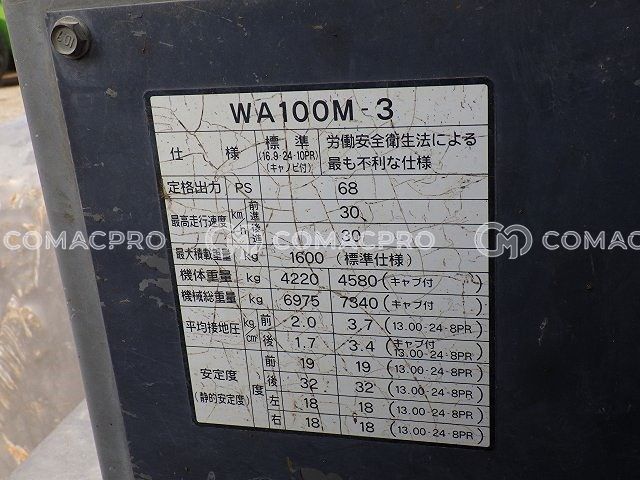 WA100M-3
仕様 標準 (16.9-24-10PR) (キャノピ付) 労働安全衛生法による最も不利な仕様
定格出力 PS 68
最高走行速度 km/h 前進 30
後進 30
最大積載重量 kg 1600 (標準仕様)
機体重量 kg 4220 4580 (キャブ付)
機械総重量 kg 6975 7340 (キャブ付)
平均接地圧 kg/cm² 前 2.0 3.7 (13.00-24-8PR)
後 1.7 3.4 (キャブ付 13.00-24-8PR)
安定度 (静的安定度) 度 前 19 19 (13.00-24-8PR)
後 32 32 (13.00-24-8PR)
左 18 18 (13.00-24-8PR)
右 18 18 (13.00-24-8PR)
COMACPRO COMACPRO COMAC